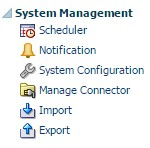 System Management
Scheduler
Notification
System Configuration
Manage Connector
Import
Export